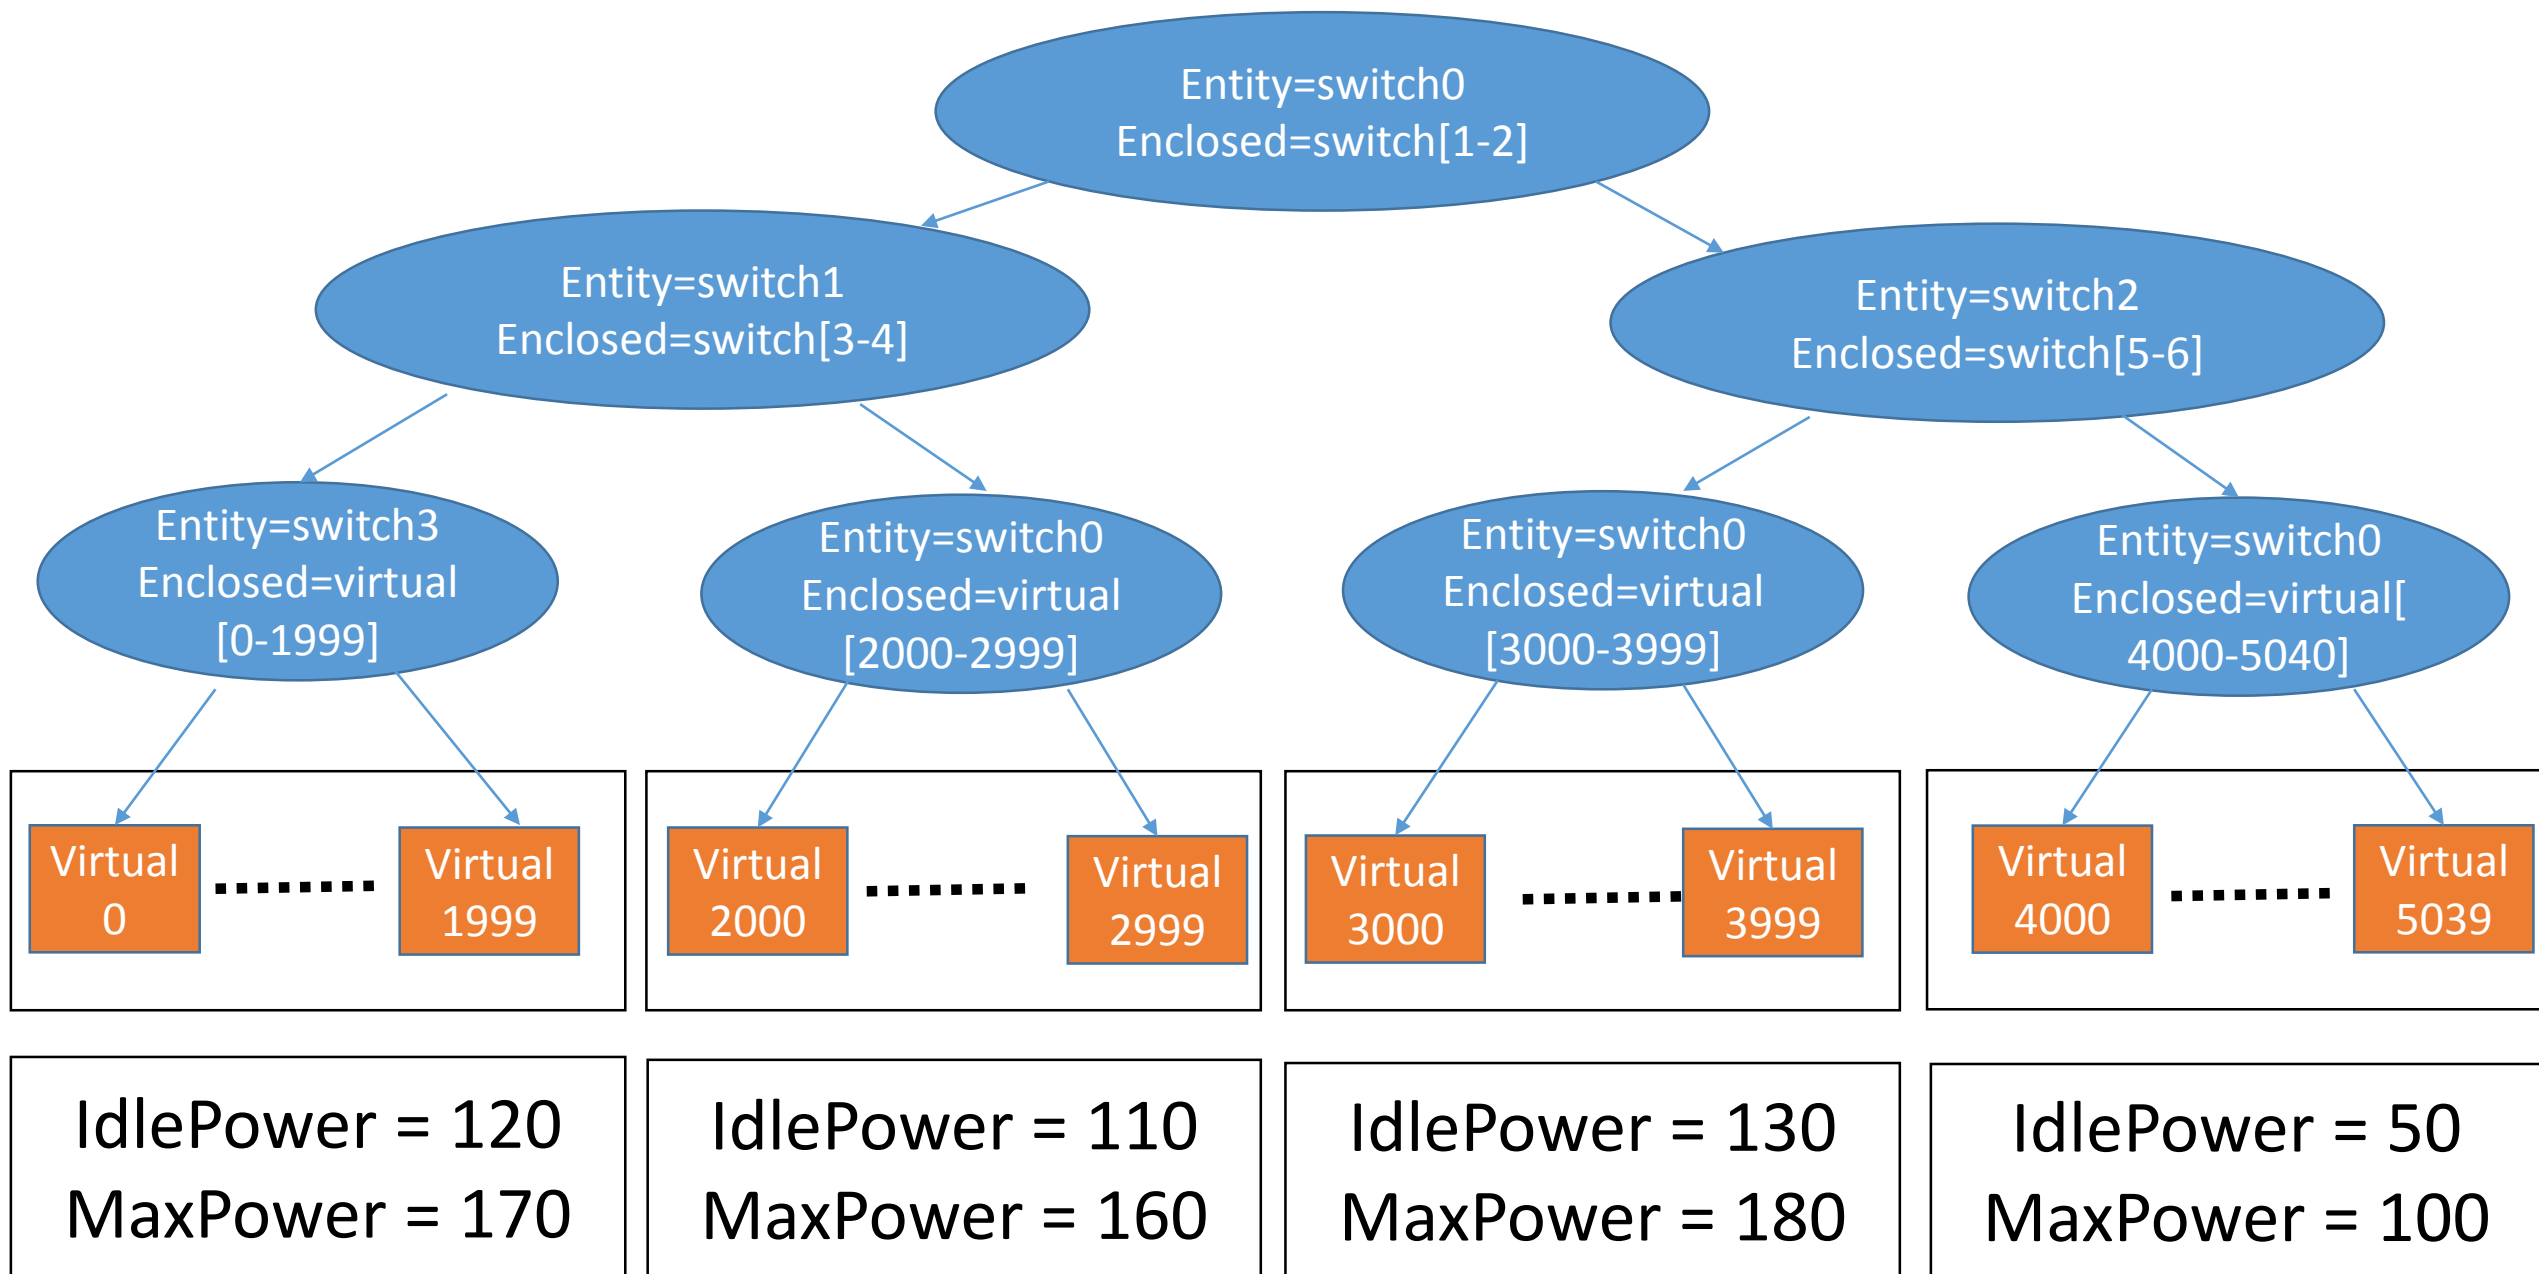 Entity=switch0
Enclosed=switch[1-2]
Entity=switch1
Enclosed=switch[3-4]
Entity=switch2
Enclosed=switch[5-6]
Entity=switch3
Enclosed=virtual
[0-1999]
Entity=switch0
Enclosed=virtual
[2000-2999]
Entity=switch0
Enclosed=virtual
[3000-3999]
Entity=switch0
Enclosed=virtual[
4000-5040]
Virtual
0
Virtual
1999
Virtual
2000
Virtual
2999
Virtual
3000
Virtual
3999
Virtual
4000
Virtual
5039
IdlePower = 120
MaxPower = 170
IdlePower = 110
MaxPower = 160
IdlePower = 130
MaxPower = 180
IdlePower = 50
MaxPower = 100